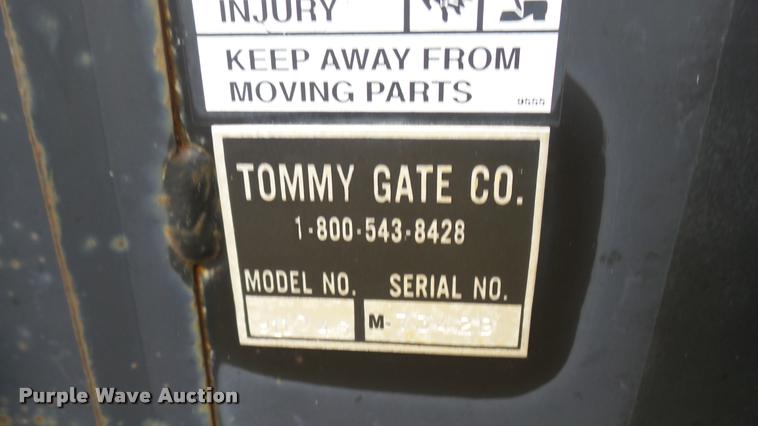 INJURY
KEEP AWAY FROM
MOVING PARTS
TOMMY GATE CO.
1-800-543-8428
MODEL NO. SERIAL NO.
M-
Purple Wave Auction